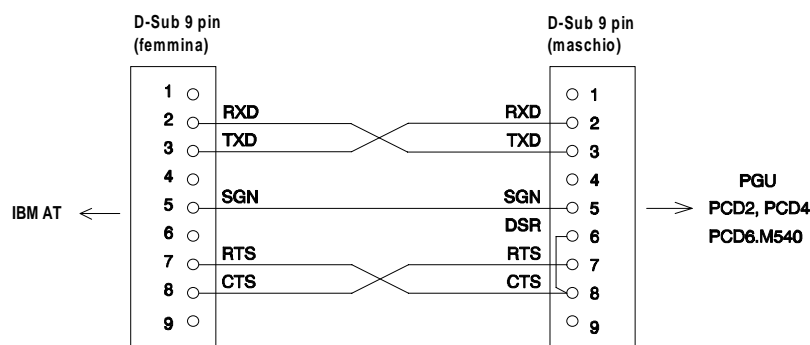 D-Sub 9 pin
(femmina)
D-Sub 9 pin
(maschio)
1
1
2 RXD
RXD 2
3 TXD
TXD 3
4
4
5 SGN
SGN 5
6
DSR 6
7 RTS
RTS 7
8 CTS
CTS 8
9
9
IBM AT
PGU
PCD2, PCD4
PCD6.M540